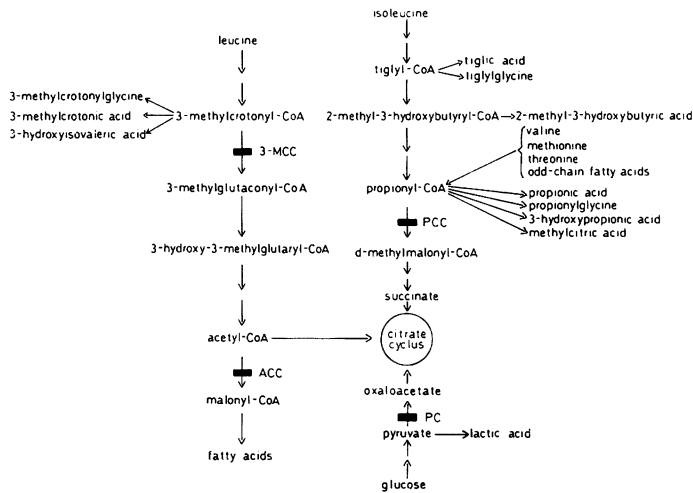 isoleucine
leucine
tiglyl-CoA
tiglic acid
tiglylglycine
3-methylcrotonylglycine
3-methylcrotonic acid
3-hydroxyisovaleric acid
3-methylcrotonyl-CoA
2-methyl-3-hydroxybutyryl-CoA
2-methyl-3-hydroxybutyric acid
valine
methionine
threonine
odd-chain fatty acids
3-MCC
3-methylglutaconyl-CoA
propionyl-CoA
propionic acid
propionylglycine
3-hydroxypropionic acid
methylcitric acid
PCC
3-hydroxy-3-methylglutaryl-CoA
d-methylmalonyl-CoA
succinate
acetyl-CoA
citrate
cyclus
ACC
oxaloacetate
malonyl-CoA
PC
pyruvate
lactic acid
fatty acids
glucose